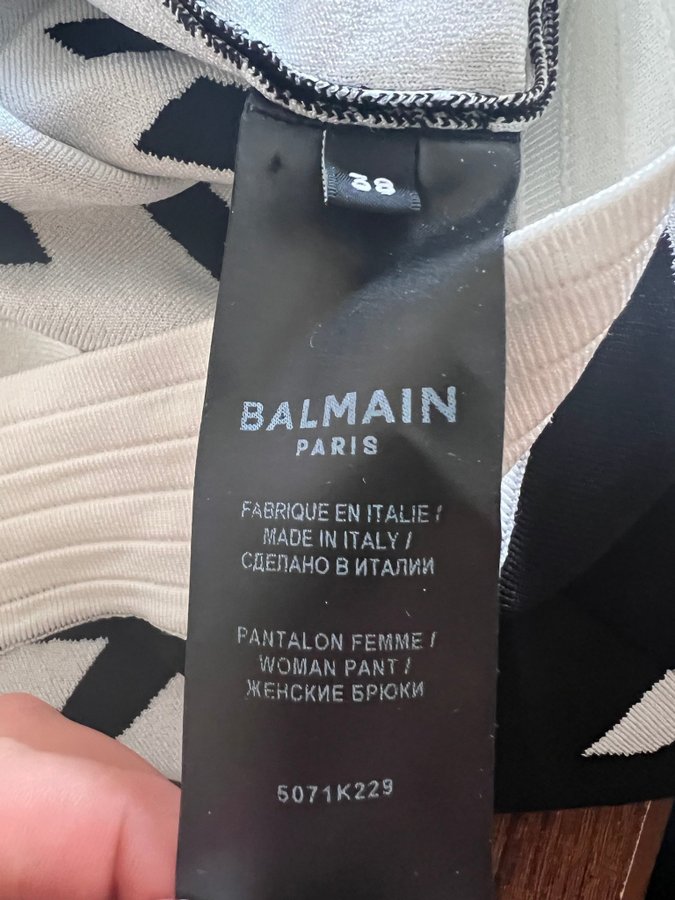 38
BALMAIN
PARIS
FABRIQUE EN ITALIE /
MADE IN ITALY /
СДЕЛАНО В ИТАЛИИ
PANTALON FEMME /
WOMAN PANT /
ЖЕНСКИЕ БРЮКИ
5071K229